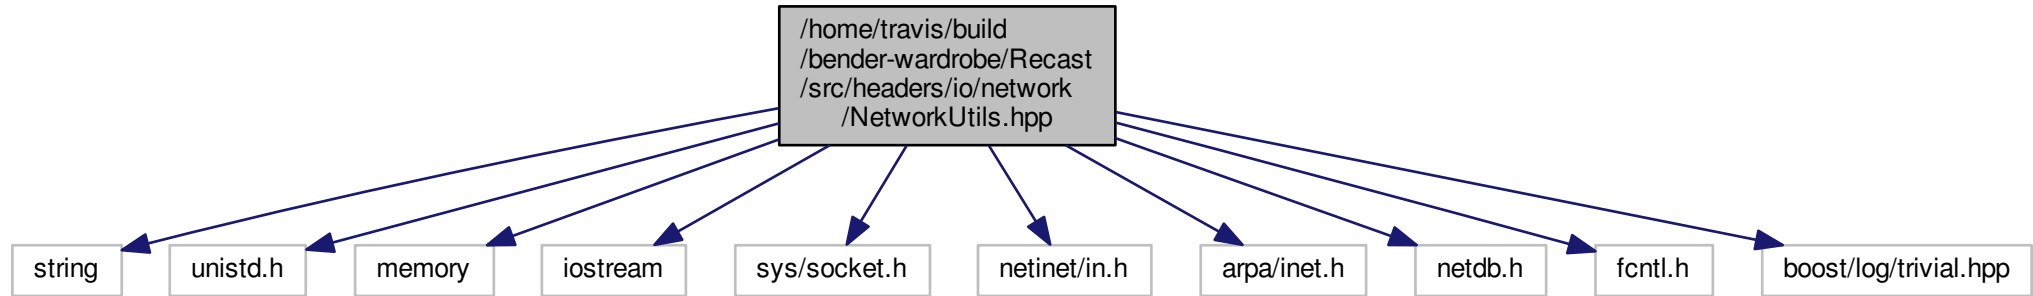 /home/travis/build
/bender-wardrobe/Recast
/src/headers/io/network
/NetworkUtils.hpp
string
unistd.h
memory
iostream
sys/socket.h
netinet/in.h
arpa/inet.h
netdb.h
fcntl.h
boost/log/trivial.hpp